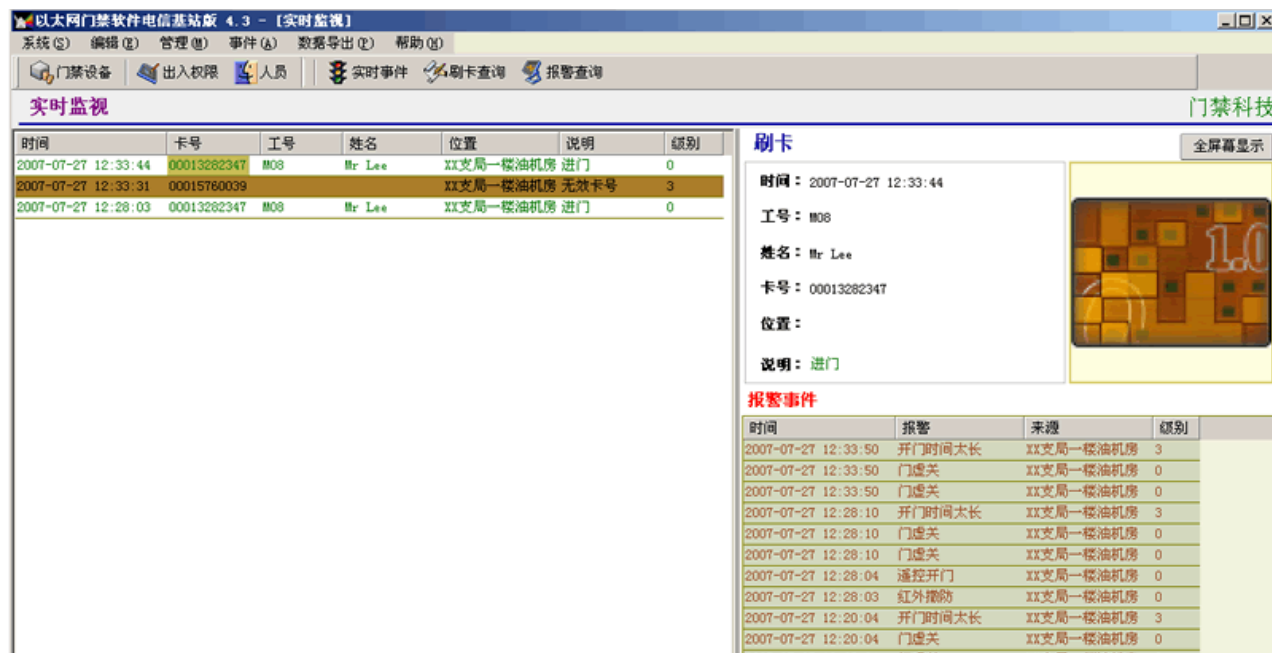 以太网门禁软件电信基站版 4.3 - [实时监视]
系统(S) 编辑(E) 管理(M) 事件(A) 数据导出(P) 帮助(H)
门禁设备 出入权限 人员 实时事件 刷卡查询 报警查询
实时监视 门禁科技
时间 卡号 工号 姓名 位置 说明 级别
2007-07-27 12:33:44 00013282347 M08 Mr Lee XX支局一楼油机房 进门 0
2007-07-27 12:33:31 00015760039 XX支局一楼油机房 无效卡号 3
2007-07-27 12:28:03 00013282347 M08 Mr Lee XX支局一楼油机房 进门 0
刷卡 全屏幕显示
时间: 2007-07-27 12:33:44
工号: M08
姓名: Mr Lee
卡号: 00013282347
位置:
说明: 进门
1.0
报警事件
时间 报警 来源 级别
2007-07-27 12:33:50 开门时间太长 XX支局一楼油机房 3
2007-07-27 12:33:50 门虚关 XX支局一楼油机房 0
2007-07-27 12:33:50 门虚关 XX支局一楼油机房 0
2007-07-27 12:28:10 开门时间太长 XX支局一楼油机房 3
2007-07-27 12:28:10 门虚关 XX支局一楼油机房 0
2007-07-27 12:28:10 门虚关 XX支局一楼油机房 0
2007-07-27 12:28:04 遥控开门 XX支局一楼油机房 0
2007-07-27 12:28:03 红外撤防 XX支局一楼油机房 0
2007-07-27 12:20:04 开门时间太长 XX支局一楼油机房 3
2007-07-27 12:20:04 门虚关 XX支局一楼油机房 0